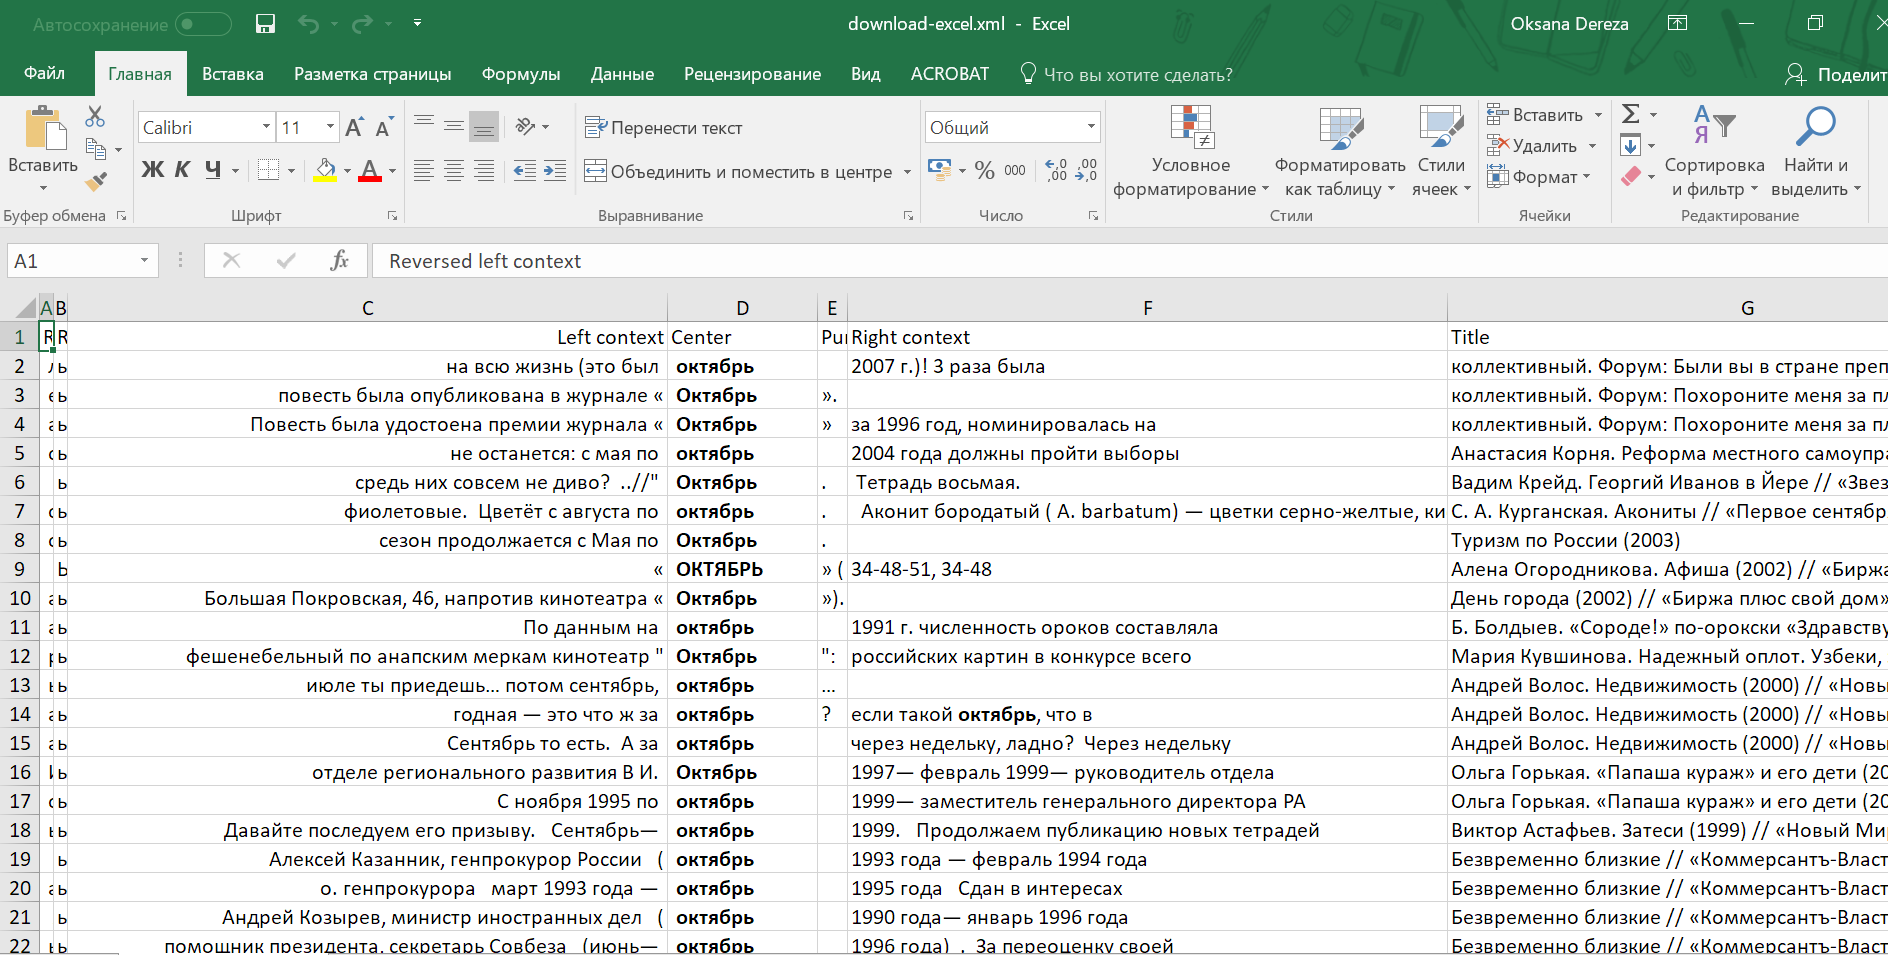 Автосохранение download-excel.xml - Excel Oksana Dereza
Файл Главная Вставка Разметка страницы Формулы Данные Рецензирование Вид ACROBAT Что вы хотите сделать? Поделит
Вставить
Буфер обмена
Calibri 11
Ж К Ч А
Шрифт
Перенести текст
Объединить и поместить в центре
Выравнивание
Общий
% 000 ←,0 ,00 ,00 →,0
Число
Условное форматирование
Форматировать как таблицу
Стили ячеек
Стили
Вставить
Удалить
Формат
Ячейки
Сортировка и фильтр
Найти и выделить
Редактирование
A1 fx Reversed left context
A B C D E F G
1 R R Left context Center Pu Right context Title
2 ь на всю жизнь (это был октябрь 2007 г.)! 3 раза была коллективный. Форум: Были вы в стране преп
3 ь повесть была опубликована в журнале « Октябрь ». коллективный. Форум: Похороните меня за пл
4 ь Повесть была удостоена премии журнала « Октябрь » за 1996 год, номинировалась на коллективный. Форум: Похороните меня за пл
5 ь не останется: с мая по октябрь 2004 года должны пройти выборы Анастасия Корня. Реформа местного самоупра
6 ь средь них совсем не диво? ..//" Октябрь . Тетрадь восьмая. Вадим Крейд. Георгий Иванов в Йере // «Звез
7 ь фиолетовые. Цветёт с августа по октябрь . Аконит бородатый ( A. barbatum) — цветки серно-желтые, ки С. А. Курганская. Акониты // «Первое сентябр
8 ь сезон продолжается с Мая по Октябрь . Туризм по России (2003)
9 Ь « ОКТЯБРЬ » ( 34-48-51, 34-48 Алена Огородникова. Афиша (2002) // «Биржа
10 ь Большая Покровская, 46, напротив кинотеатра « Октябрь »). День города (2002) // «Биржа плюс свой дом»
11 ь По данным на октябрь 1991 г. численность ороков составляла Б. Болдыев. «Сороде!» по-орокски «Здравству
12 ь фешенебельный по анапским меркам кинотеатр " Октябрь ": российских картин в конкурсе всего Мария Кувшинова. Надежный оплот. Узбеки,
13 ь июле ты приедешь... потом сентябрь, октябрь ... Андрей Волос. Недвижимость (2000) // «Новы
14 ь годная — это что ж за октябрь ? если такой октябрь, что в Андрей Волос. Недвижимость (2000) // «Новы
15 ь Сентябрь то есть. А за октябрь через недельку, ладно? Через недельку Андрей Волос. Недвижимость (2000) // «Новы
16 ь отделе регионального развития В И. Октябрь 1997— февраль 1999— руководитель отдела Ольга Горькая. «Папаша кураж» и его дети (20
17 ь С ноября 1995 по октябрь 1999— заместитель генерального директора РА Ольга Горькая. «Папаша кураж» и его дети (20
18 ь Давайте последуем его призыву. Сентябрь— октябрь 1999. Продолжаем публикацию новых тетрадей Виктор Астафьев. Затеси (1999) // «Новый Ми
19 ь Алексей Казанник, генпрокурор России ( октябрь 1993 года — февраль 1994 года Безвременно близкие // «Коммерсантъ-Власт
20 ь о. генпрокурора март 1993 года — октябрь 1995 года Сдан в интересах Безвременно близкие // «Коммерсантъ-Власт
21 ь Андрей Козырев, министр иностранных дел ( октябрь 1990 года— январь 1996 года Безвременно близкие // «Коммерсантъ-Власт
22 ь помощник президента, секретарь Совбеза (июнь— октябрь 1996 года) . За переоценку своей Безвременно близкие // «Коммерсантъ-Власт